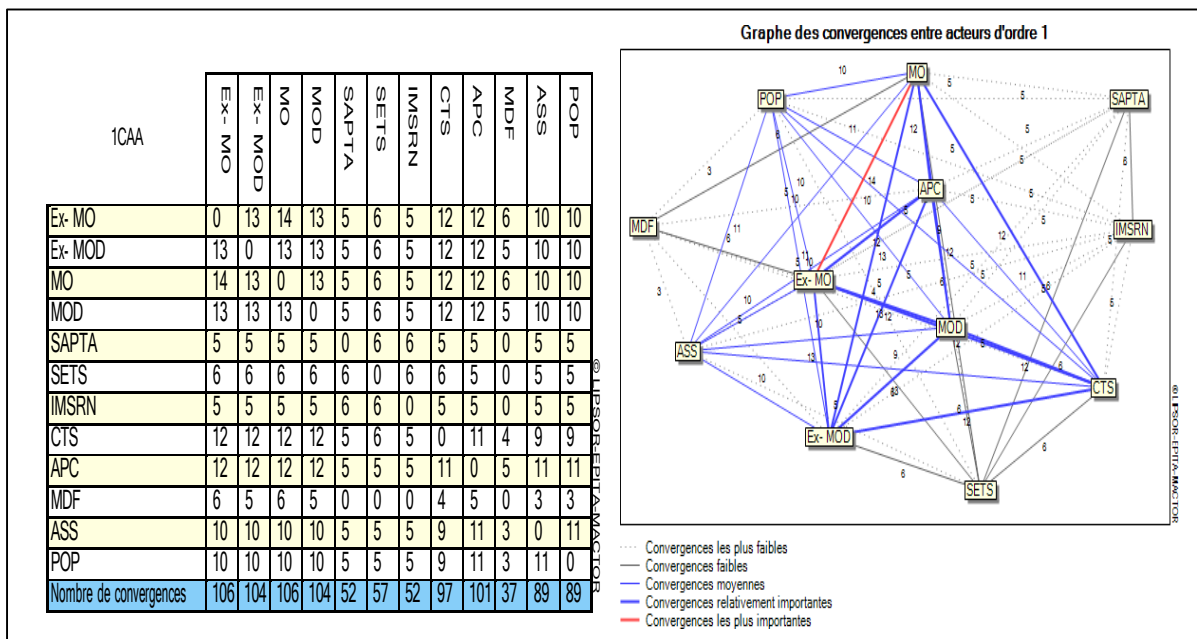 1CAA
Ex- MO
Ex- MOD
MO
MOD
SAPTA
SETS
IMSRN
CTS
APC
MDF
ASS
POP
Ex- MO 0 13 14 13 5 6 5 12 12 6 10 10
Ex- MOD 13 0 13 13 5 6 5 12 12 5 10 10
MO 14 13 0 13 5 6 5 12 12 6 10 10
MOD 13 13 13 0 5 6 5 12 12 5 10 10
SAPTA 5 5 5 5 0 6 6 5 5 0 5 5
SETS 6 6 6 6 6 0 6 6 5 0 5 5
IMSRN 5 5 5 5 6 6 0 5 5 0 5 5
CTS 12 12 12 12 5 6 5 0 11 4 9 9
APC 12 12 12 12 5 5 5 11 0 5 11 11
MDF 6 5 6 5 0 0 0 4 5 0 3 3
ASS 10 10 10 10 5 5 5 9 11 3 0 11
POP 10 10 10 10 5 5 5 9 11 3 11 0
Nombre de convergences 106 104 106 104 52 57 52 97 101 37 89 89
© LIPSOR-EPITA-MACTOR
Graphe des convergences entre acteurs d'ordre 1
MO
POP
SAPTA
APC
MDF
IMSRN
Ex- MO
MOD
ASS
CTS
Ex- MOD
SETS
© LIPSOR-EPITA-MACTOR
Convergences les plus faibles
Convergences faibles
Convergences moyennes
Convergences relativement importantes
Convergences les plus importantes